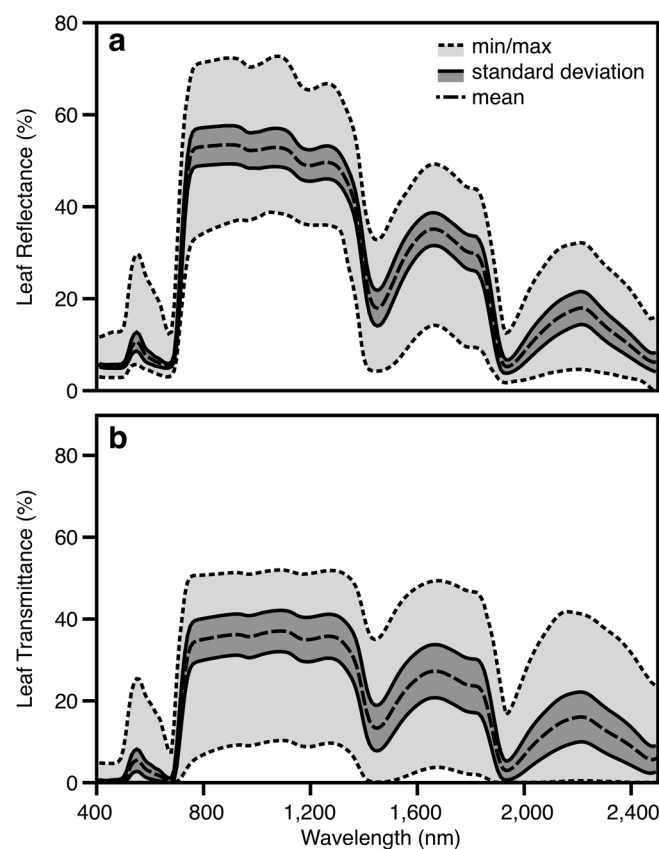 a
min/max
standard deviation
mean
Leaf Reflectance (%)
80
60
40
20
0
b
Leaf Transmittance (%)
80
60
40
20
0
400
800
1,200
1,600
2,000
2,400
Wavelength (nm)